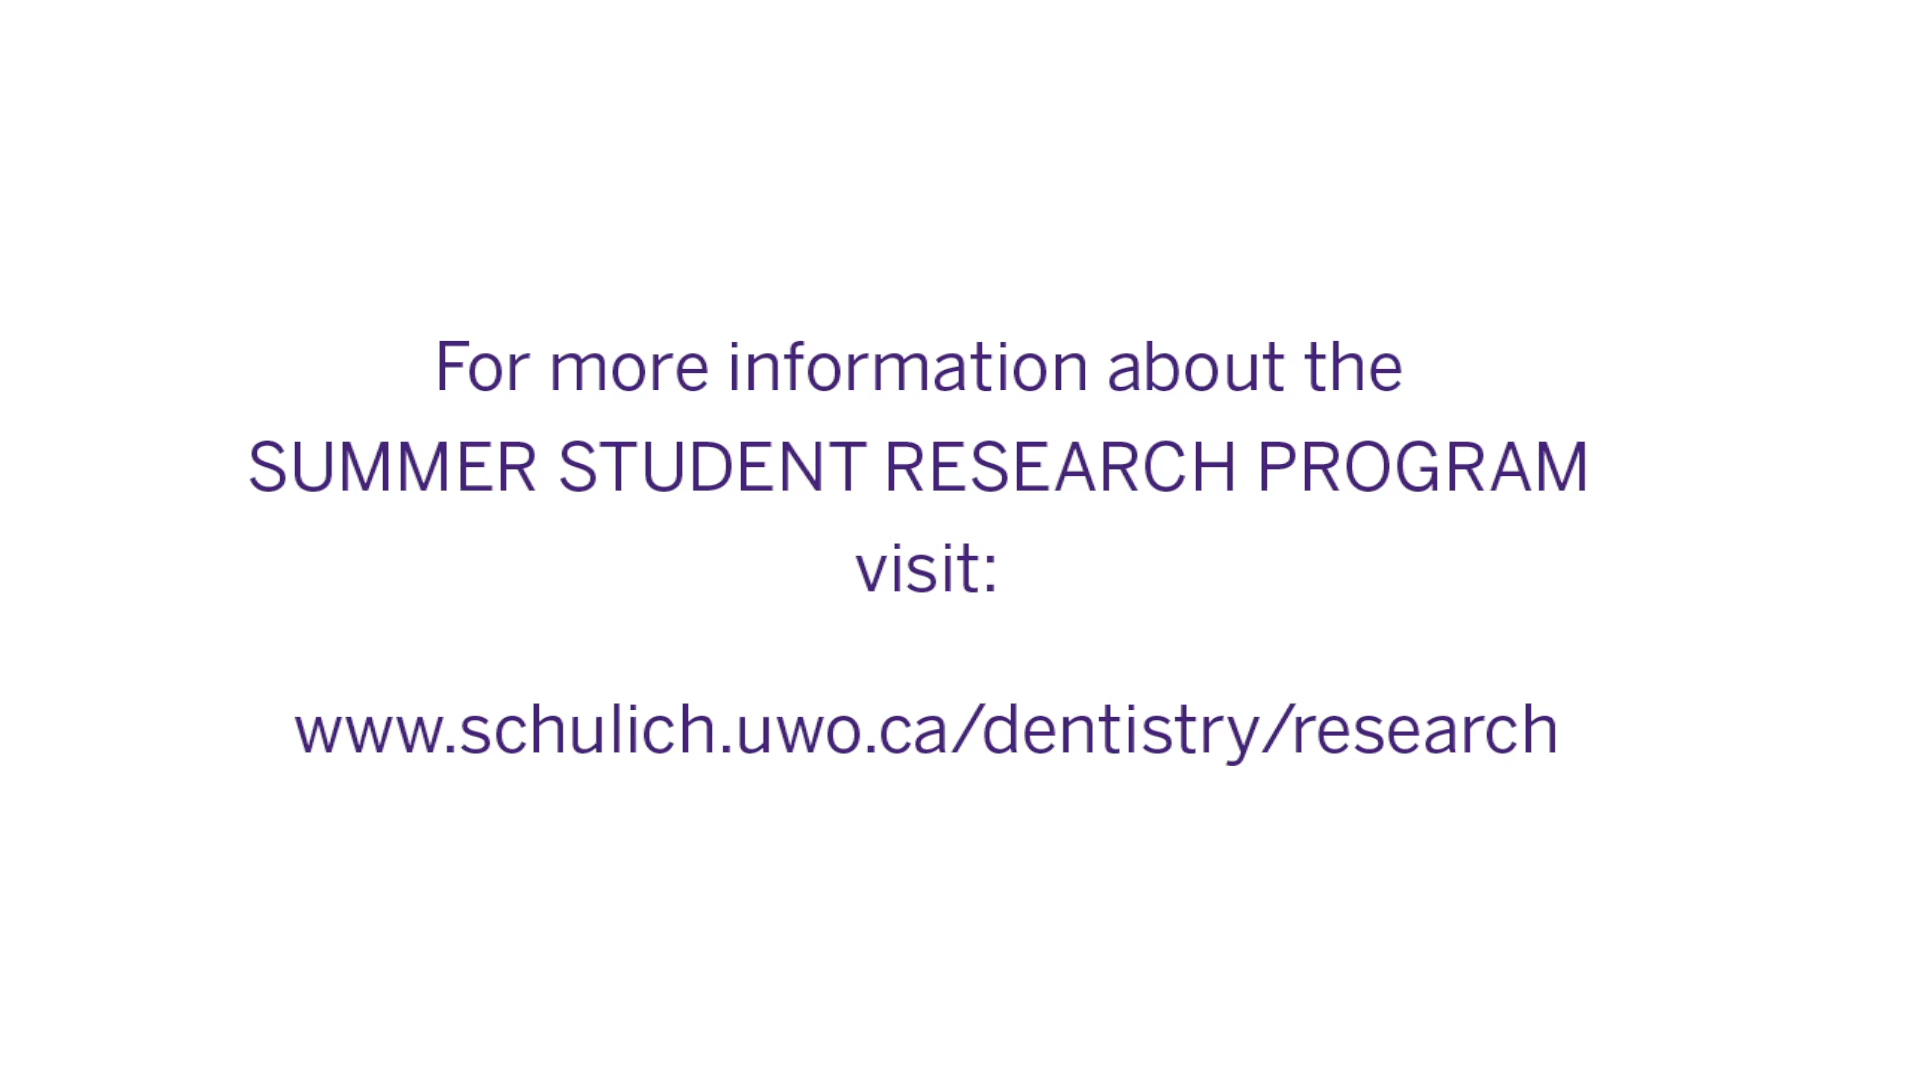 For more information about the
SUMMER STUDENT RESEARCH PROGRAM
visit:
www.schulich.uwo.ca/dentistry/research